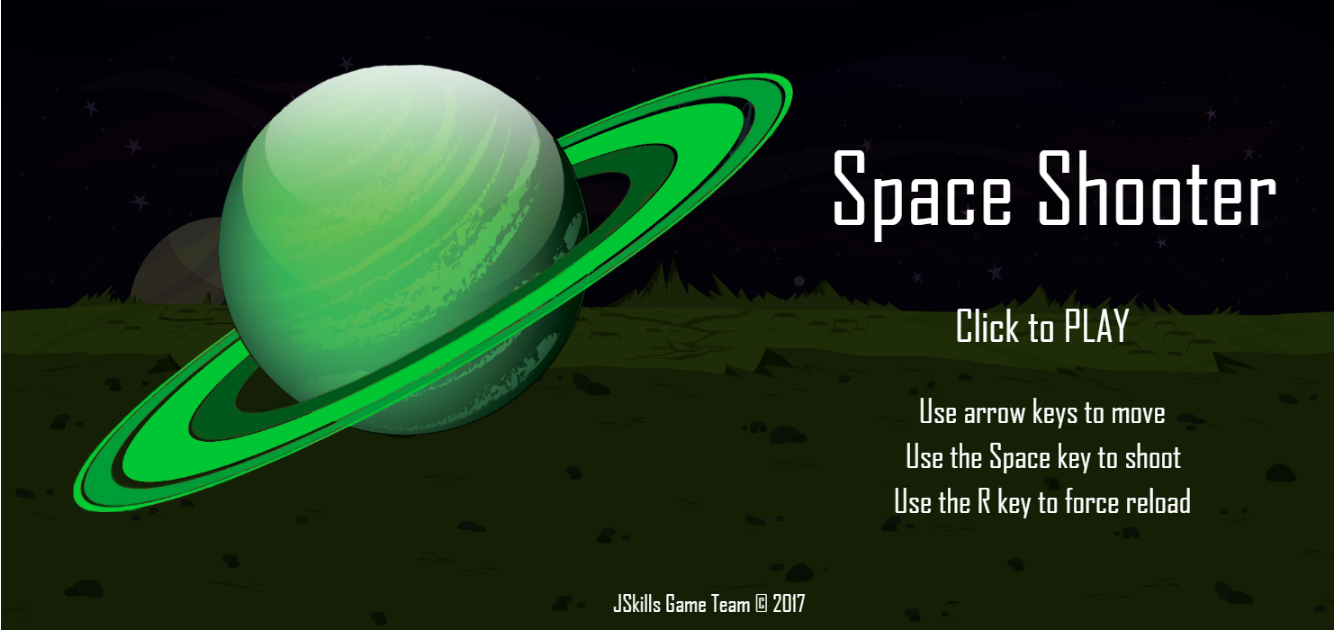 Space Shooter
Click to PLAY
Use arrow keys to move
Use the Space key to shoot
Use the R key to force reload
JSkills Game Team © 2017